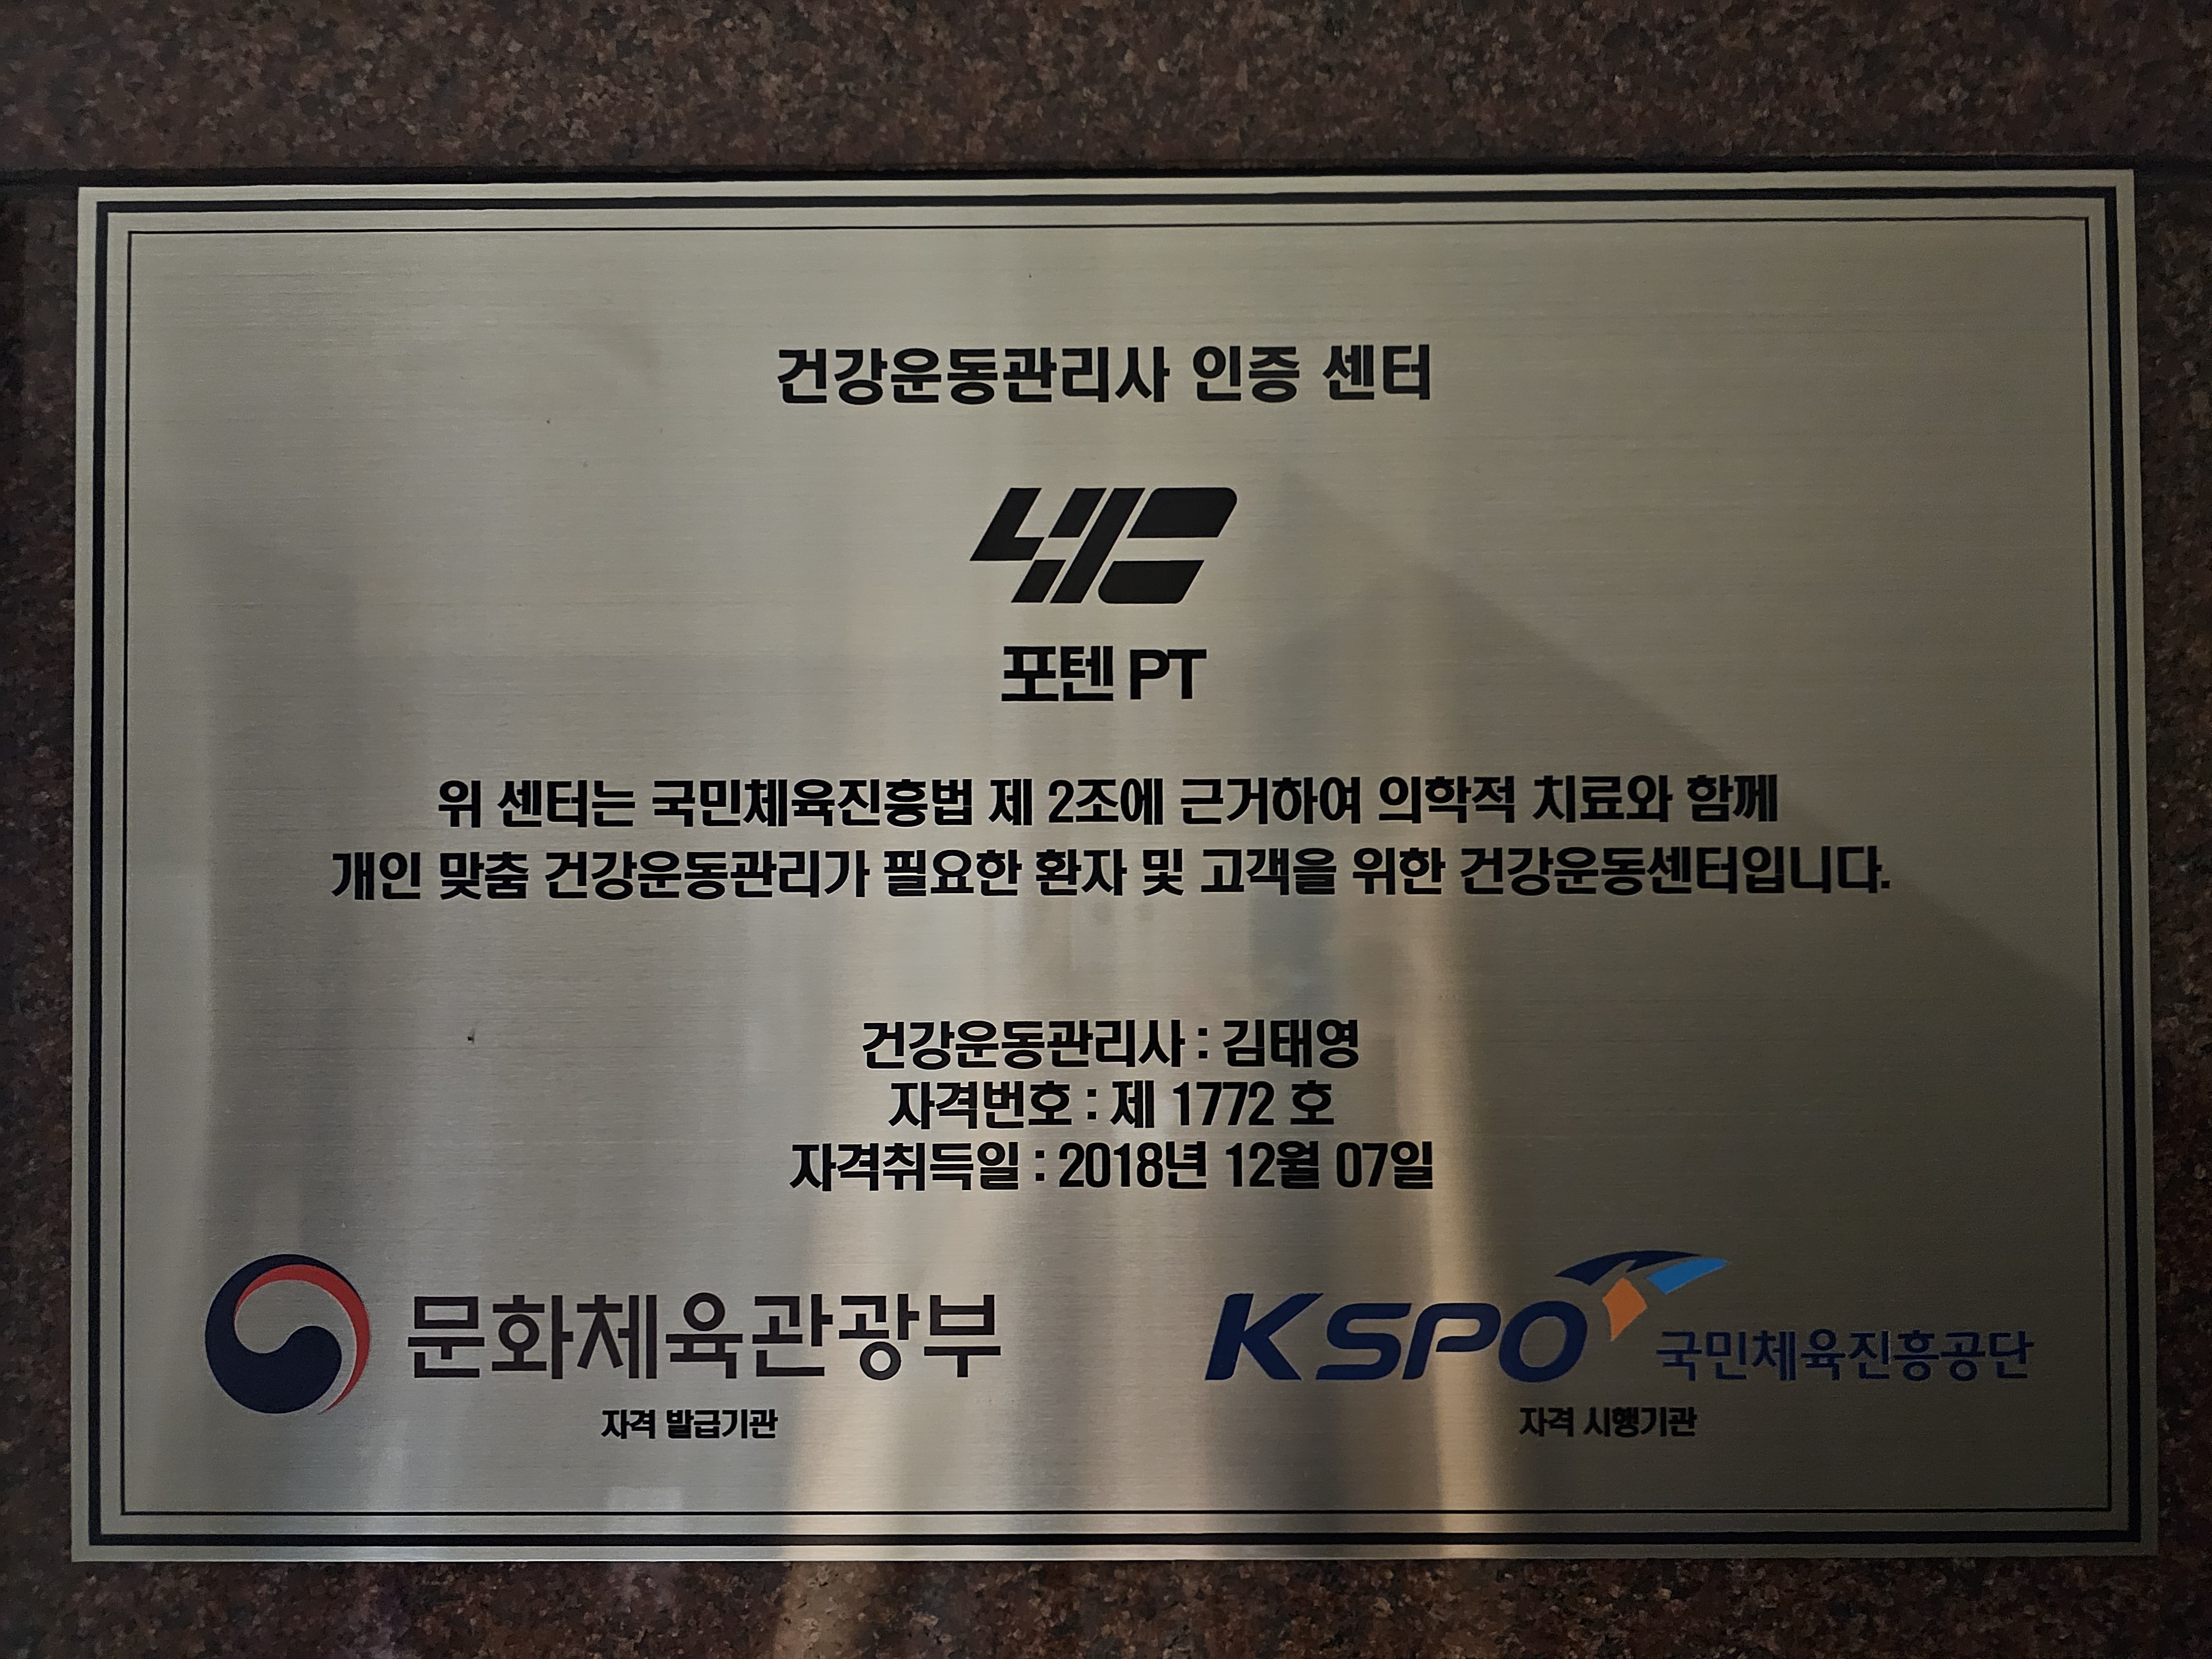 건강운동관리사 인증 센터
포텐 PT
위 센터는 국민체육진흥법 제 2조에 근거하여 의학적 치료와 함께
개인 맞춤 건강운동관리가 필요한 환자 및 고객을 위한 건강운동센터입니다.
건강운동관리사 : 김태영
자격번호 : 제 1772 호
자격취득일 : 2018년 12월 07일
문화체육관광부
자격 발급기관
KSPO 국민체육진흥공단
자격 시행기관